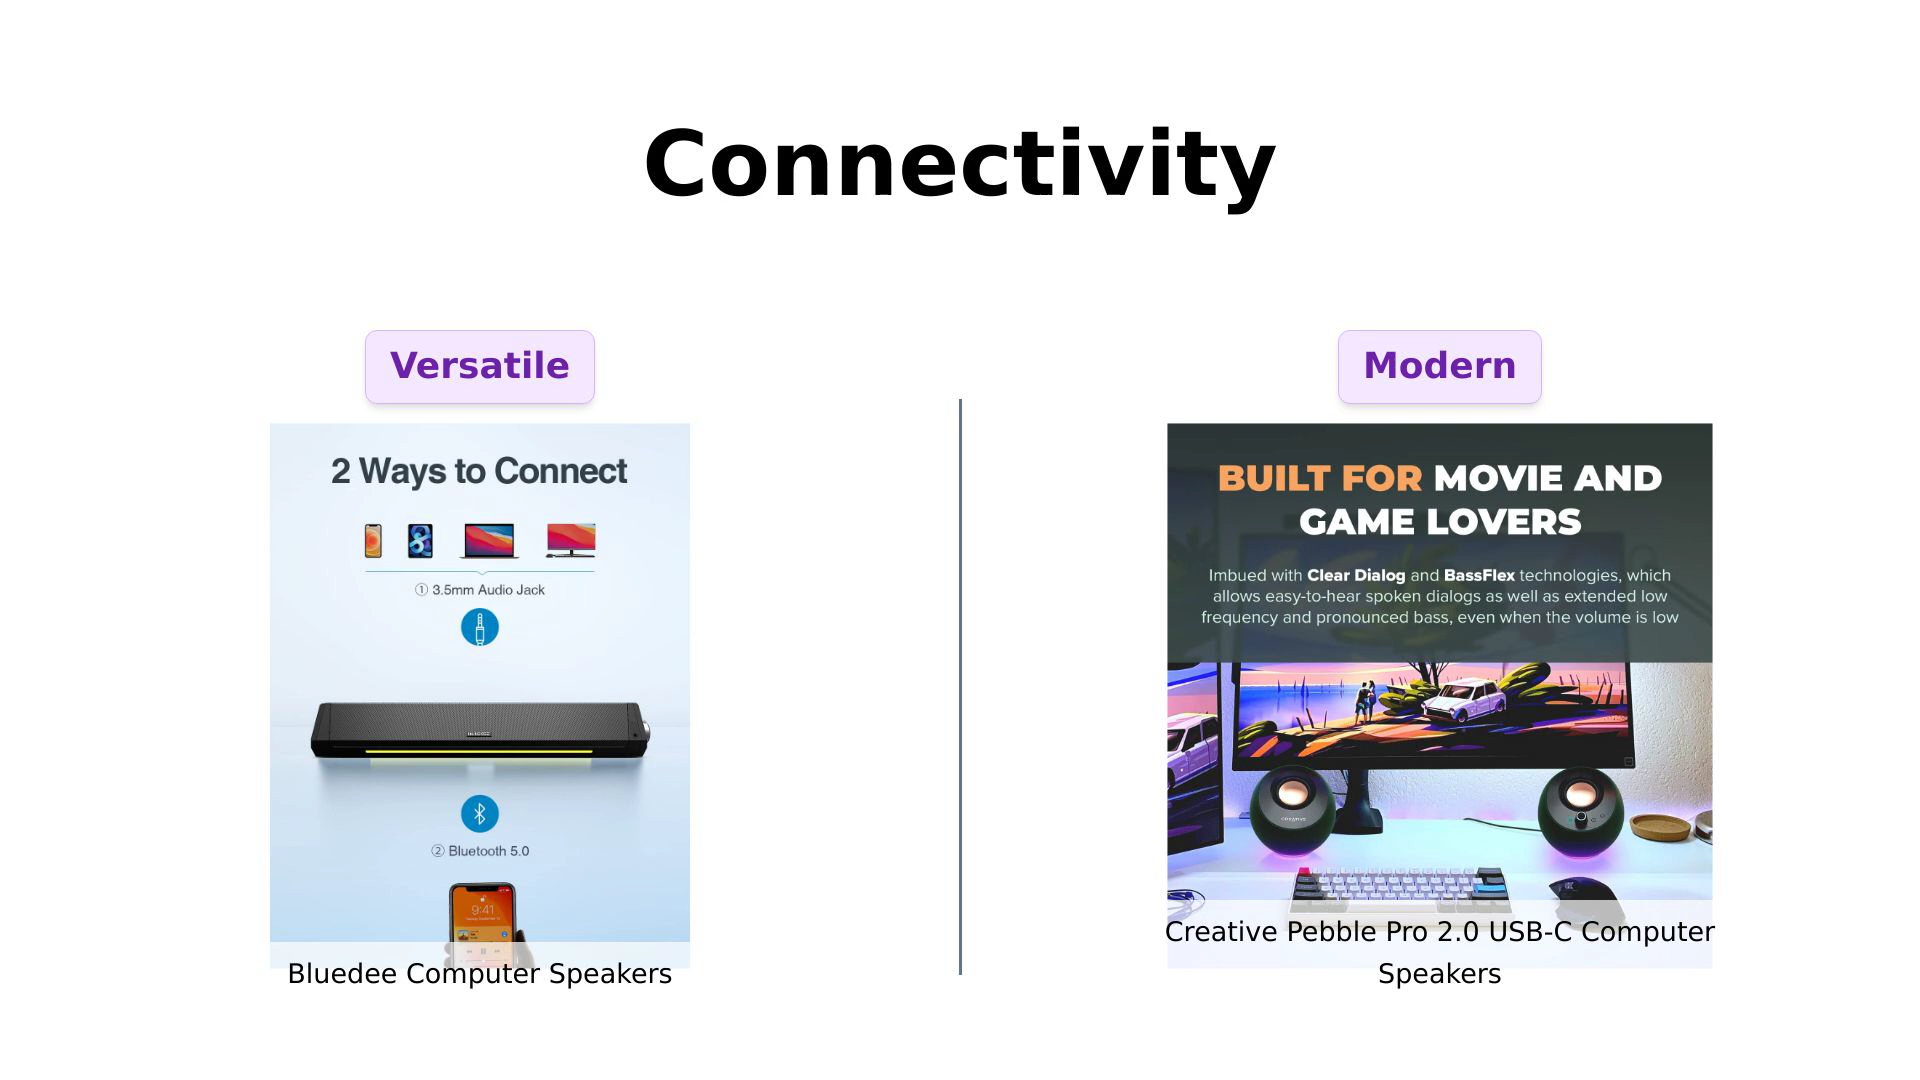 Connectivity
Versatile
2 Ways to Connect
① 3.5mm Audio Jack
② Bluetooth 5.0
9:41
Bluedee Computer Speakers
Modern
BUILT FOR MOVIE AND
GAME LOVERS
Imbued with Clear Dialog and BassFlex technologies, which
allows easy-to-hear spoken dialogs as well as extended low
frequency and pronounced bass, even when the volume is low
CREATIVE
Creative Pebble Pro 2.0 USB-C Computer
Speakers